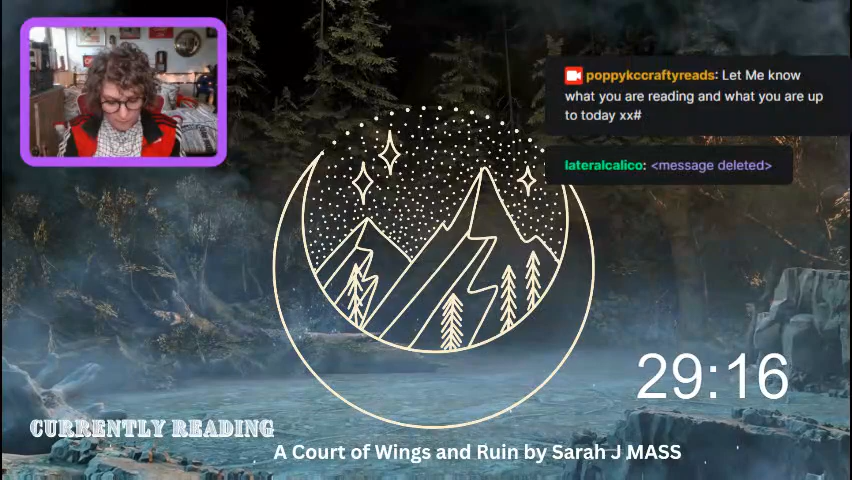 poppykccraftyreads: Let Me know
what you are reading and what you are up
to today xx#
lateralcalico: <message deleted>
29:16
CURRENTLY READING
A Court of Wings and Ruin by Sarah J MASS